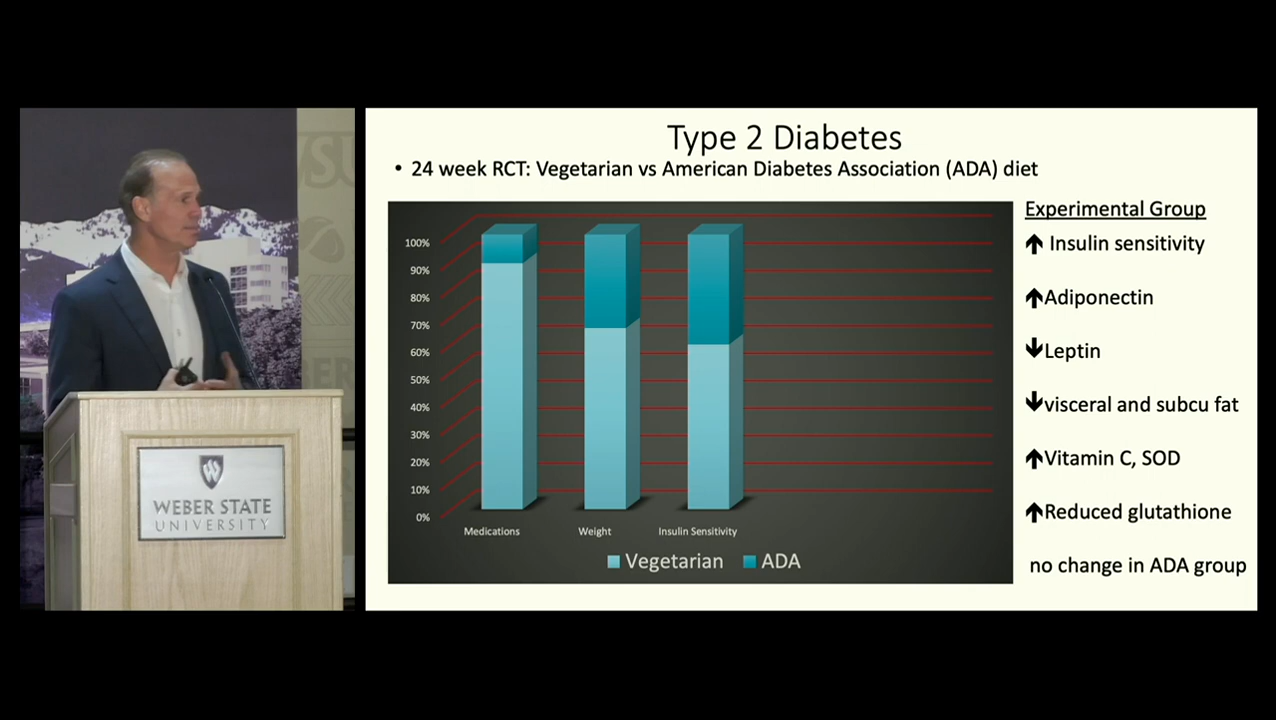 Type 2 Diabetes
• 24 week RCT: Vegetarian vs American Diabetes Association (ADA) diet
100%
90%
80%
70%
60%
50%
40%
30%
20%
10%
0%
Medications
Weight
Insulin Sensitivity
Vegetarian
ADA
Experimental Group
↑ Insulin sensitivity
↑Adiponectin
↓Leptin
↓visceral and subcu fat
↑Vitamin C, SOD
↑Reduced glutathione
no change in ADA group
W
WEBER STATE
UNIVERSITY